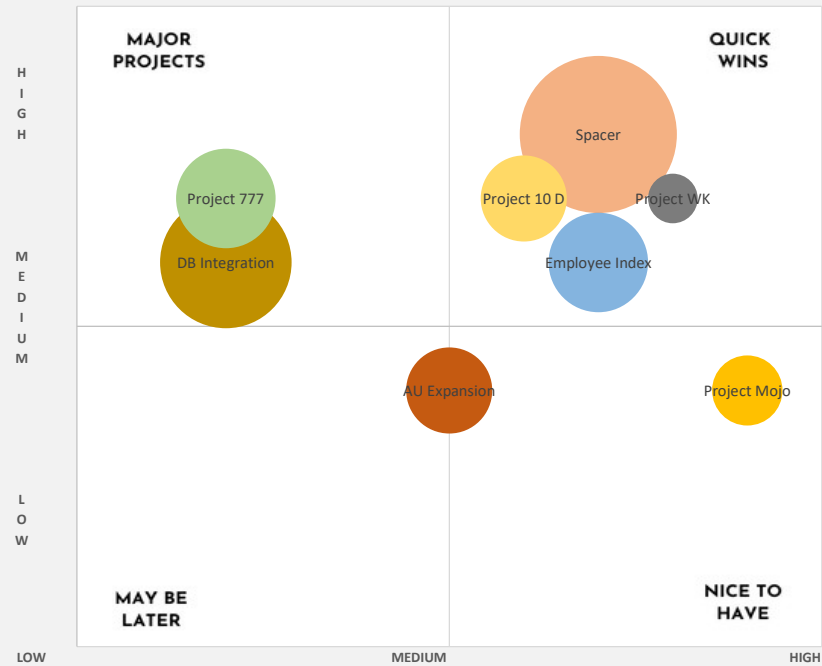 MAJOR
PROJECTS
QUICK
WINS
H
I
G
H
Spacer
Project 777
Project 10 D
Project WK
M
E
D
I
U
M
DB Integration
Employee Index
AU Expansion
Project Mojo
L
O
W
MAY BE
LATER
NICE TO
HAVE
LOW
MEDIUM
HIGH